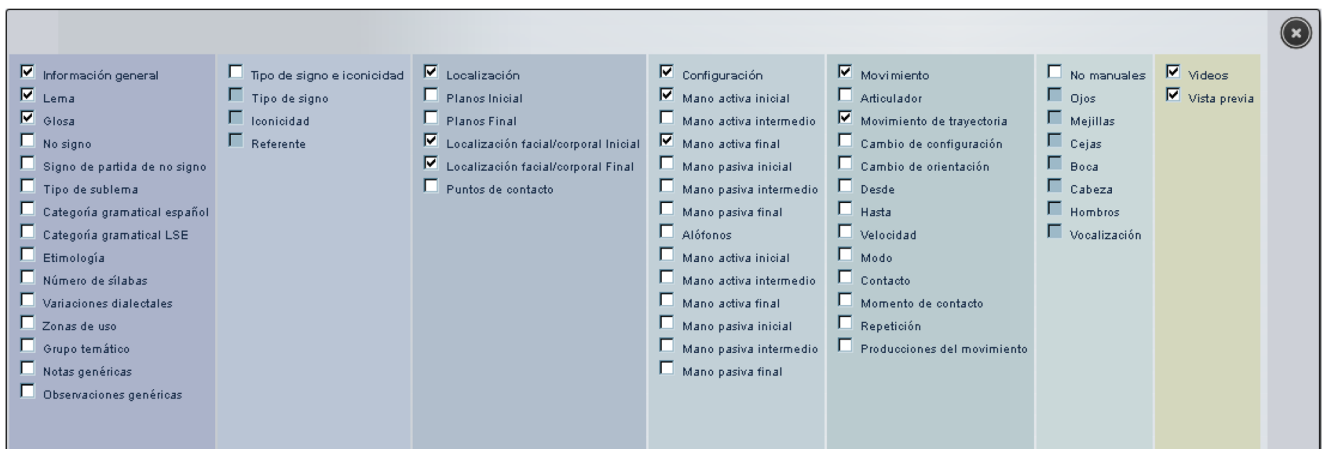 Información general
Lema
Glosa
No signo
Signo de partida de no signo
Tipo de sublema
Categoría gramatical español
Categoría gramatical LSE
Etimología
Número de sílabas
Variaciones dialectales
Zonas de uso
Grupo temático
Notas genéricas
Observaciones genéricas
Tipo de signo e iconicidad
Tipo de signo
Iconicidad
Referente
Localización
Planos Inicial
Planos Final
Localización facial/corporal Inicial
Localización facial/corporal Final
Puntos de contacto
Configuración
Mano activa inicial
Mano activa intermedio
Mano activa final
Mano pasiva inicial
Mano pasiva intermedio
Mano pasiva final
Alófonos
Mano activa inicial
Mano activa intermedio
Mano activa final
Mano pasiva inicial
Mano pasiva intermedio
Mano pasiva final
Movimiento
Articulador
Movimiento de trayectoria
Cambio de configuración
Cambio de orientación
Desde
Hasta
Velocidad
Modo
Contacto
Momento de contacto
Repetición
Producciones del movimiento
No manuales
Ojos
Mejillas
Cejas
Boca
Cabeza
Hombros
Vocalización
Videos
Vista previa